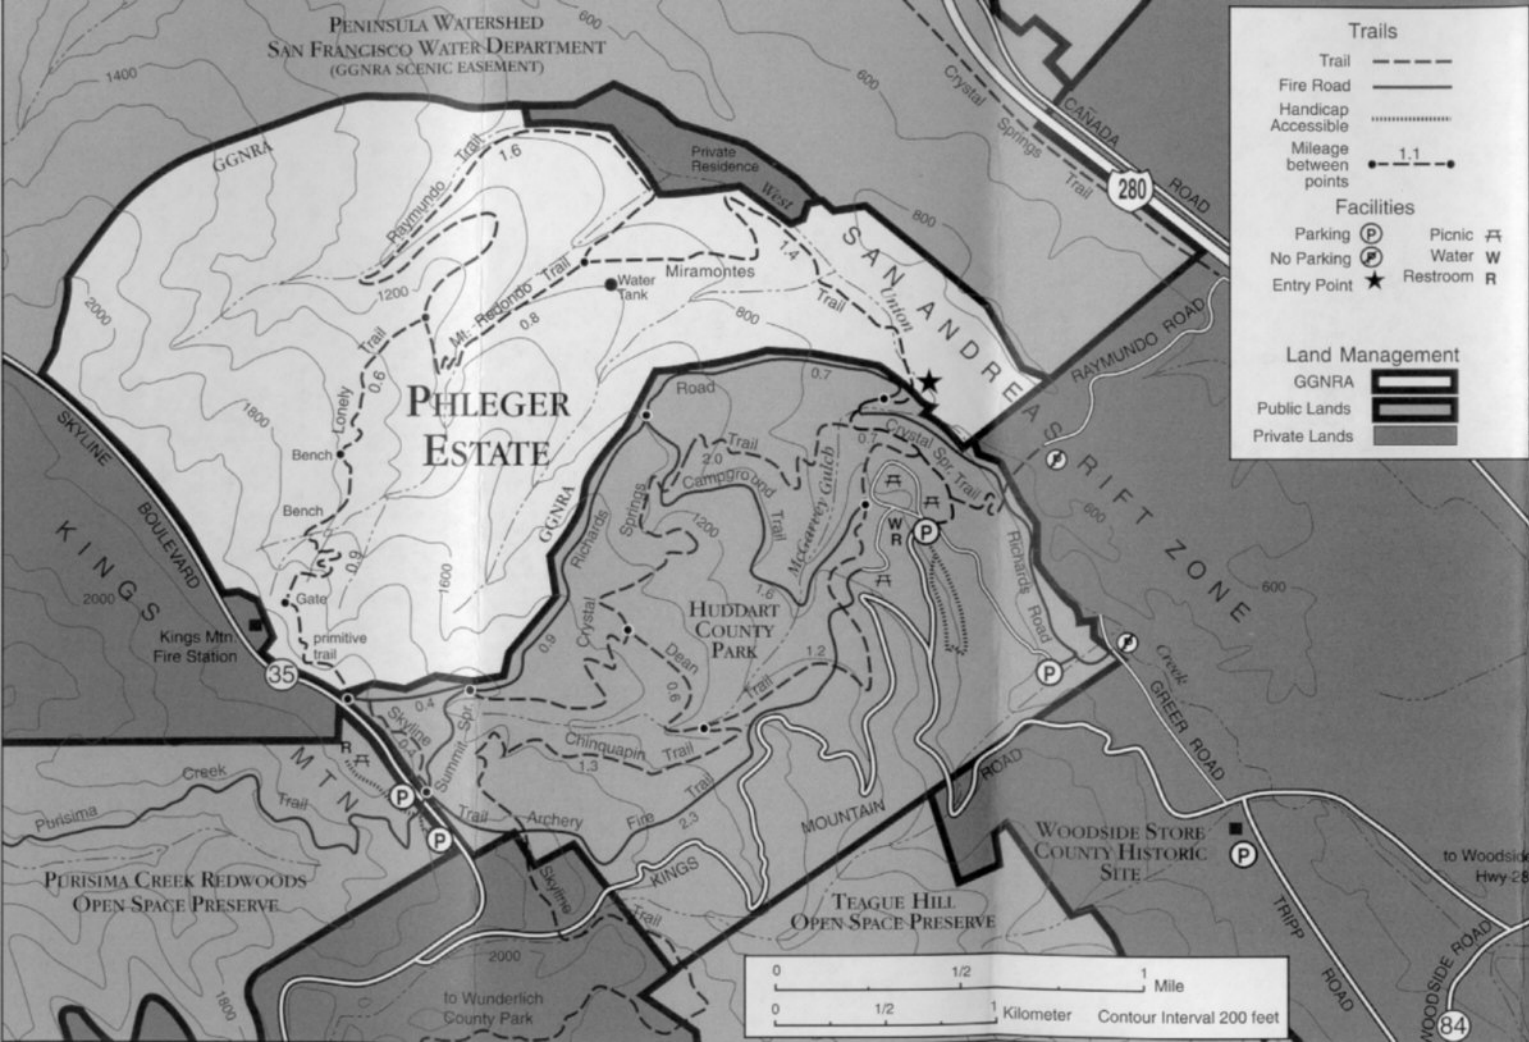 PENINSULA WATERSHED
SAN FRANCISCO WATER DEPARTMENT
(GGNRA SCENIC EASEMENT)
600
1400
600
Crystal
Springs
Trail
CAÑADA
ROAD
280
Trails
Trail
Fire Road
Handicap
Accessible
Mileage
between
points
1.1
Facilities
Parking P
No Parking P
Entry Point
Picnic
Water W
Restroom R
Land Management
GGNRA
Public Lands
Private Lands
GGNRA
Raymundo
Trail
1.6
Private
Residence
West
Union
800
SAN ANDREAS RIFT ZONE
1.4
Trail
Miramontes
Water
Tank
Mt. Redondo Trail
0.8
800
1200
2000
Lonely
Trail
0.6
1800
PHLEGER
ESTATE
Bench
Bench
0.9
Gate
1600
primitive
trail
GGNRA
SKYLINE
BOULEVARD
KINGS
MTN.
2000
Kings Mtn.
Fire Station
35
RAYMUNDO ROAD
P
Road
0.7
Richards
0.9
Springs
Crystal
Trail
2.0
Campground
Trail
1.6
1200
McGarvey Gulch
0.7
Crystal Spr. Trail
W
R
P
Richards
Road
600
600
HUDDART
COUNTY
PARK
Dean
0.6
Trail
1.2
P
P
Creek
GREER ROAD
0.4
Skyline
0.4
Summit Spr.
Chinquapin
Trail
1.3
Trail
Archery
Fire
Trail
2.3
R
P
P
Purisima
Creek
Trail
PURISIMA CREEK REDWOODS
OPEN SPACE PRESERVE
1800
KINGS
MOUNTAIN
ROAD
Skyline
Trail
2000
to Wunderlich
County Park
TEAGUE HILL
OPEN SPACE PRESERVE
WOODSIDE STORE
COUNTY HISTORIC
SITE
P
TRIPP
ROAD
to Woodside
WOODSIDE ROAD
84
0
1/2
1
Mile
0
1/2
1
Kilometer
Contour Interval 200 feet